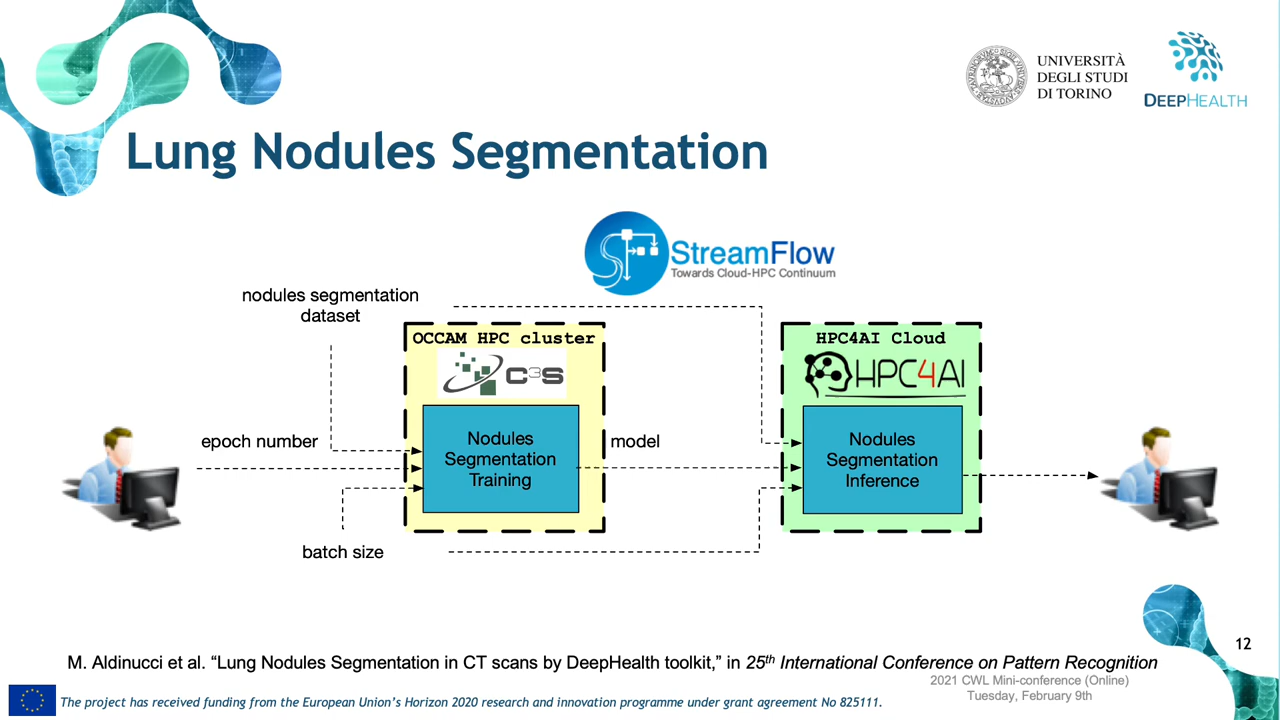 UNIVERSITÀ
DEGLI STUDI
DI TORINO
DEEPHEALTH
Lung Nodules Segmentation
StreamFlow
Towards Cloud-HPC Continuum
nodules segmentation
dataset
OCCAM HPC cluster
C3S
HPC4AI Cloud
HPC4AI
epoch number
Nodules
Segmentation
Training
model
Nodules
Segmentation
Inference
batch size
12
M. Aldinucci et al. “Lung Nodules Segmentation in CT scans by DeepHealth toolkit,” in 25th International Conference on Pattern Recognition
2021 CWL Mini-conference (Online)
Tuesday, February 9th
The project has received funding from the European Union’s Horizon 2020 research and innovation programme under grant agreement No 825111.